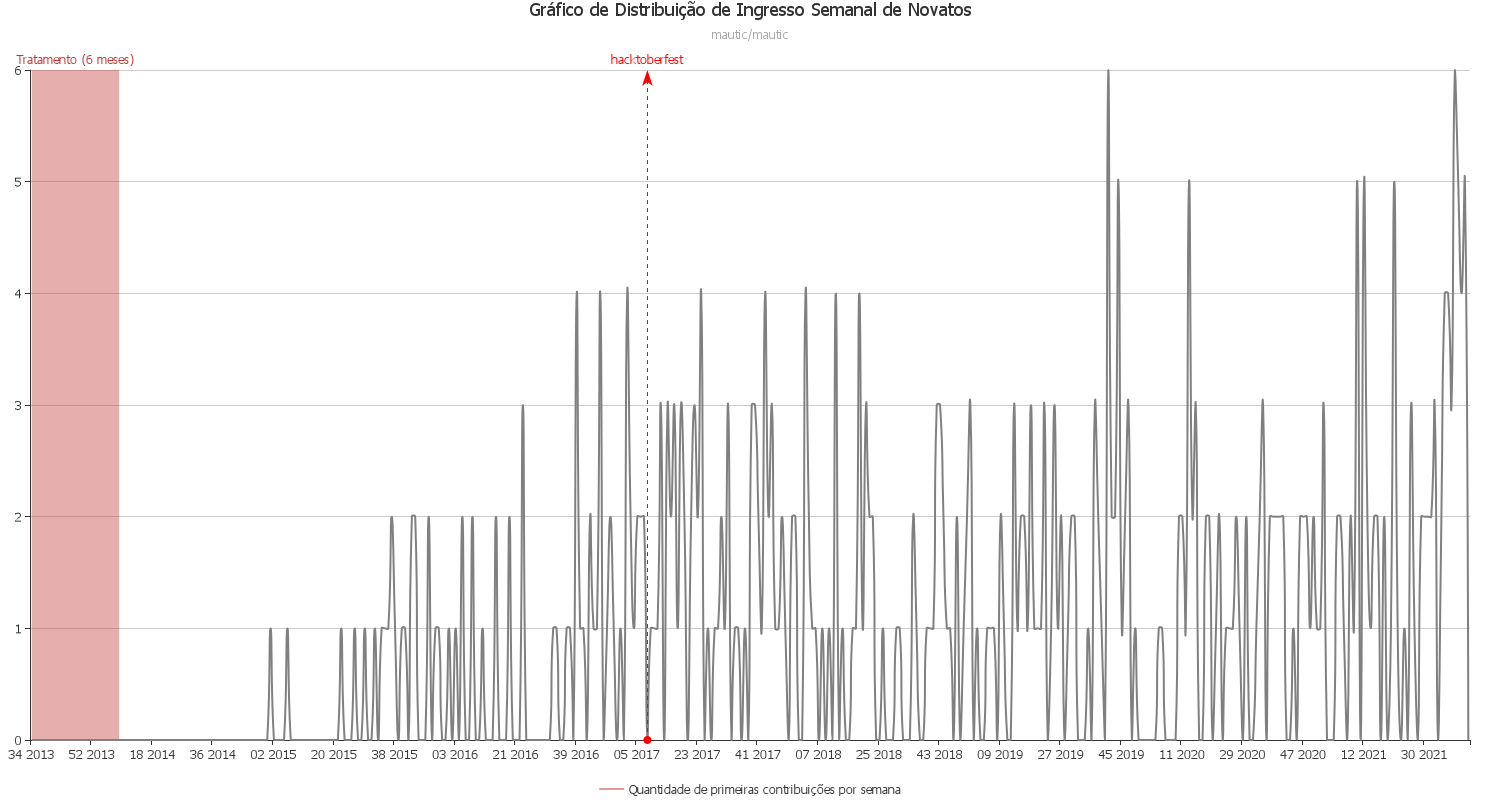 Gráfico de Distribuição de Ingresso Semanal de Novatos
mautic/mautic
Tratamento (6 meses)
hacktoberfest
6
5
4
3
2
1
0
34 2013 52 2013 18 2014 36 2014 02 2015 20 2015 38 2015 03 2016 21 2016 39 2016 05 2017 23 2017 41 2017 07 2018 25 2018 43 2018 09 2019 27 2019 45 2019 11 2020 29 2020 47 2020 12 2021 30 2021
Quantidade de primeiras contribuições por semana